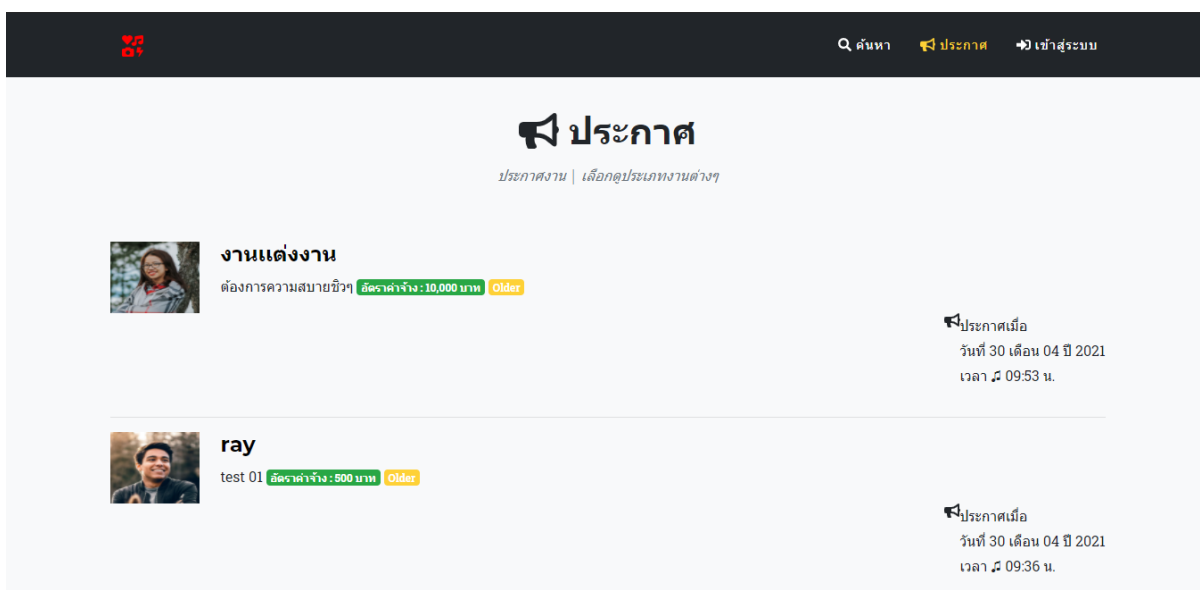 ค้นหา ประกาศ เข้าสู่ระบบ
ประกาศ
ประกาศงาน | เลือกดูประเภทงานต่างๆ
งานแต่งงาน
ต้องการความสบายชิวๆ อัตราค่าจ้าง : 10,000 บาท Older
ประกาศเมื่อ
วันที่ 30 เดือน 04 ปี 2021
เวลา ♫ 09:53 น.
ray
test 01 อัตราค่าจ้าง : 500 บาท Older
ประกาศเมื่อ
วันที่ 30 เดือน 04 ปี 2021
เวลา ♫ 09:36 น.